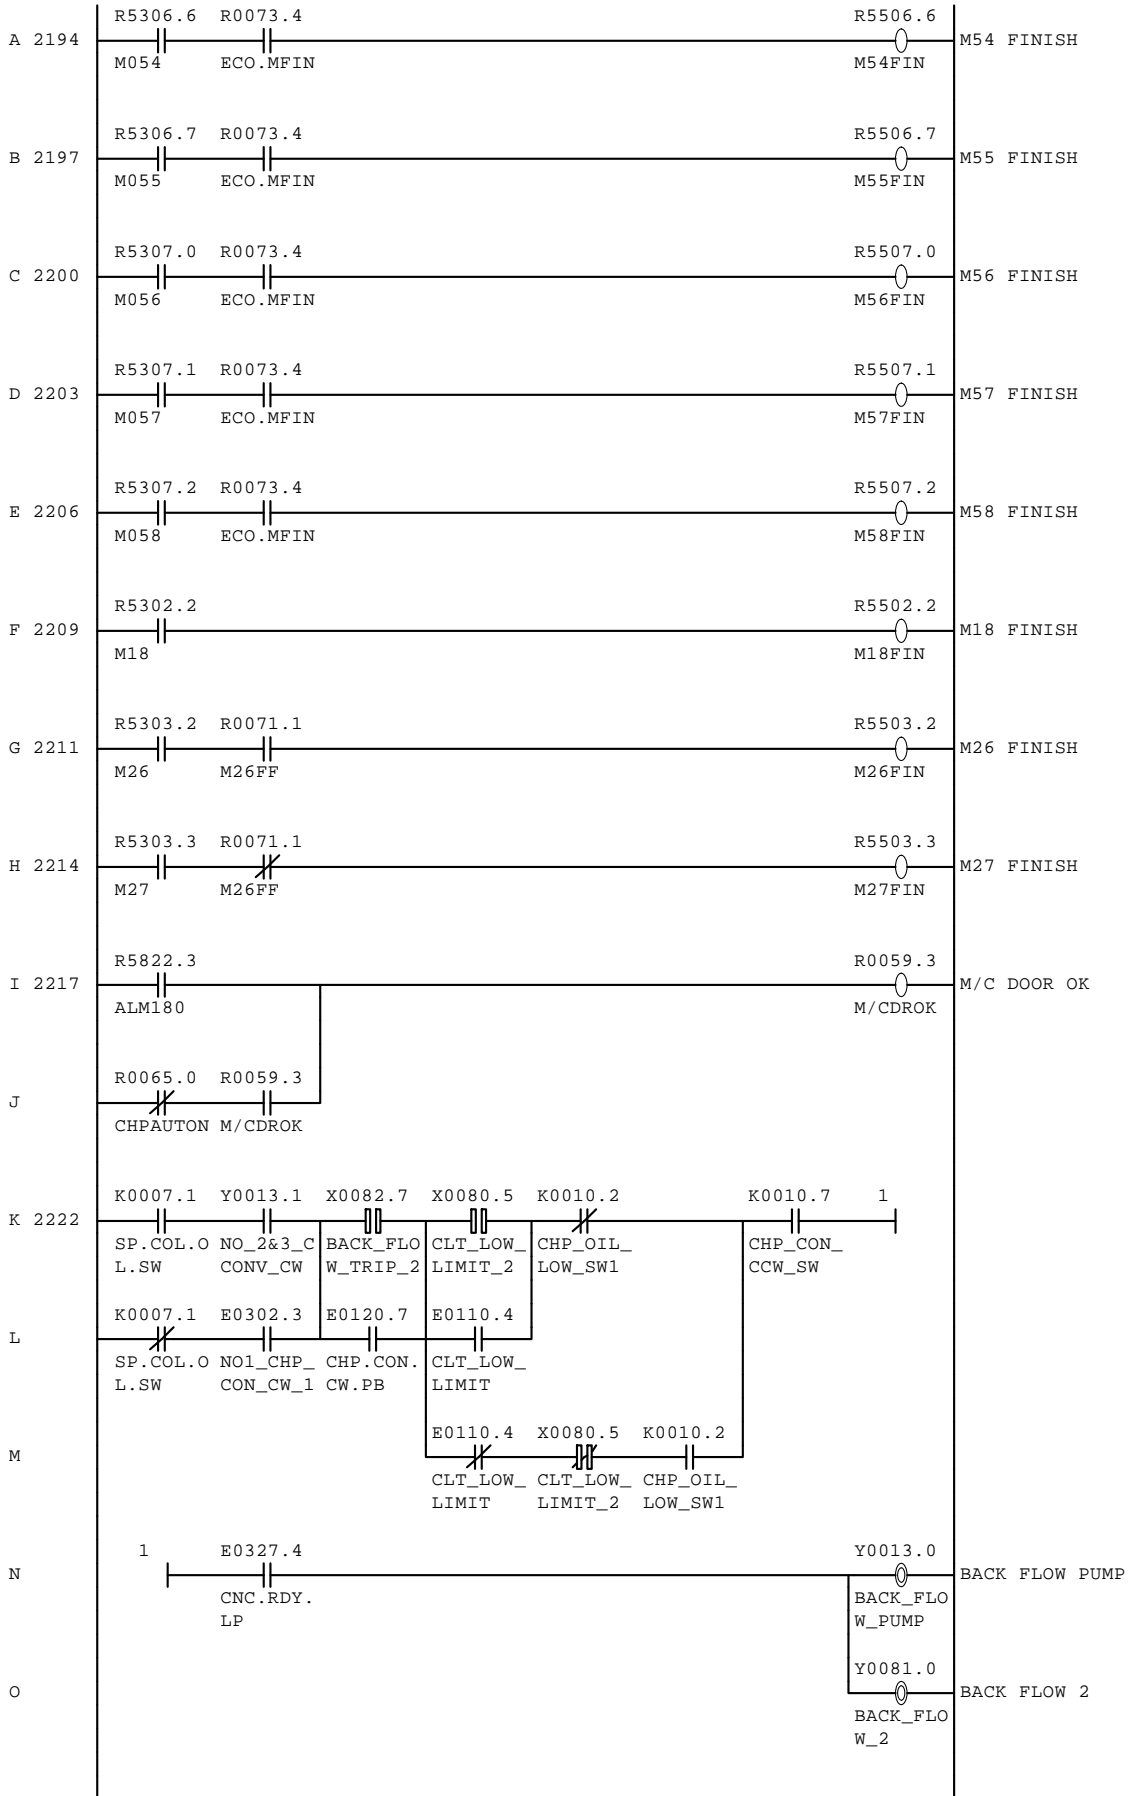 R5306.6 R0073.4 R5506.6
A 2194 M54 FINISH
M054 ECO.MFIN M54FIN
R5306.7 R0073.4 R5506.7
B 2197 M55 FINISH
M055 ECO.MFIN M55FIN
R5307.0 R0073.4 R5507.0
C 2200 M56 FINISH
M056 ECO.MFIN M56FIN
R5307.1 R0073.4 R5507.1
D 2203 M57 FINISH
M057 ECO.MFIN M57FIN
R5307.2 R0073.4 R5507.2
E 2206 M58 FINISH
M058 ECO.MFIN M58FIN
R5302.2 R5502.2
F 2209 M18 FINISH
M18 M18FIN
R5303.2 R0071.1 R5503.2
G 2211 M26 FINISH
M26 M26FF M26FIN
R5303.3 R0071.1 R5503.3
H 2214 M27 FINISH
M27 M26FF M27FIN
R5822.3 R0059.3
I 2217 M/C DOOR OK
ALM180 M/CDROK
R0065.0 R0059.3
J
CHPAUTON M/CDROK
K0007.1 Y0013.1 X0082.7 X0080.5 K0010.2 K0010.7 1
K 2222
SP.COL.O NO_2&3_C BACK_FLO CLT_LOW_ CHP_OIL_ CHP_CON_
L.SW CONV_CW W_TRIP_2 LIMIT_2 LOW_SW1 CCW_SW
K0007.1 E0302.3 E0120.7 E0110.4
L
SP.COL.O NO1_CHP_ CHP.CON. CLT_LOW_
L.SW CON_CW_1 CW.PB LIMIT
E0110.4 X0080.5 K0010.2
M
CLT_LOW_ CLT_LOW_ CHP_OIL_
LIMIT LIMIT_2 LOW_SW1
1 E0327.4 Y0013.0
N BACK FLOW PUMP
CNC.RDY. BACK_FLO
LP W_PUMP
Y0081.0
O BACK FLOW 2
BACK_FLO
W_2